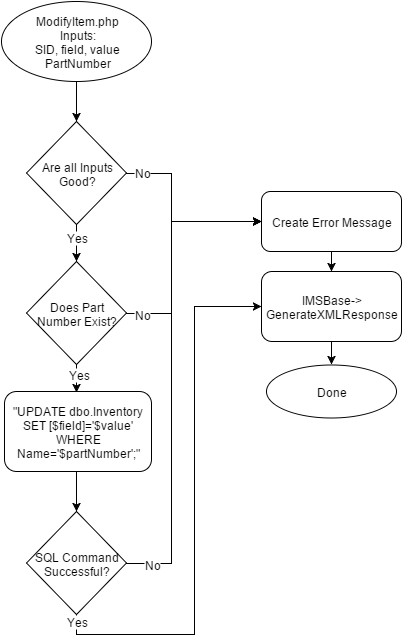 ModifyItem.php
Inputs:
SID, field, value
PartNumber
Are all Inputs
Good?
No
Yes
Create Error Message
Does Part
Number Exist?
No
IMSBase->
GenerateXMLResponse
Yes
Done
"UPDATE dbo.Inventory
SET [$field]='$value'
WHERE
Name='$partNumber';"
SQL Command
Successful?
No
Yes